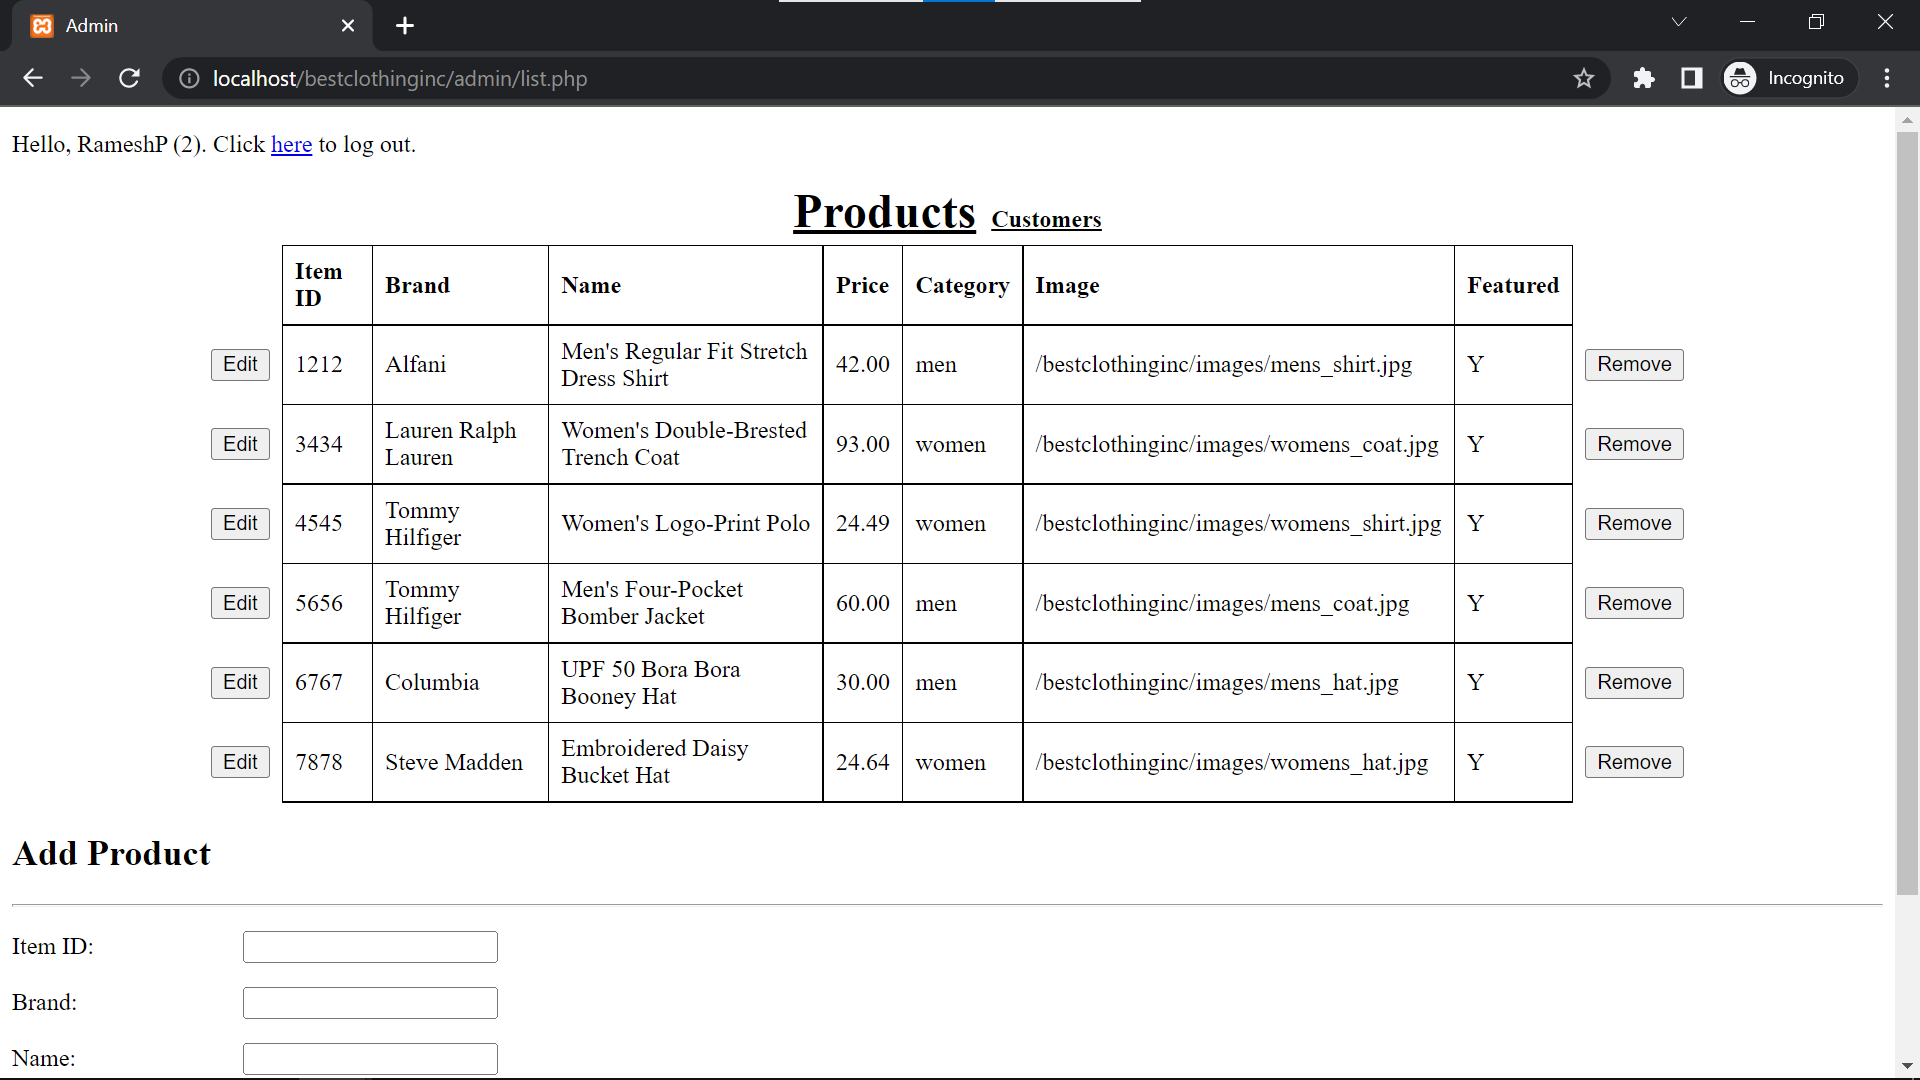 Admin
localhost/bestclothinginc/admin/list.php
Incognito
Hello, RameshP (2). Click here to log out.
Products Customers
Item ID Brand Name Price Category Image Featured
Edit 1212 Alfani Men's Regular Fit Stretch Dress Shirt 42.00 men /bestclothinginc/images/mens_shirt.jpg Y Remove
Edit 3434 Lauren Ralph Lauren Women's Double-Brested Trench Coat 93.00 women /bestclothinginc/images/womens_coat.jpg Y Remove
Edit 4545 Tommy Hilfiger Women's Logo-Print Polo 24.49 women /bestclothinginc/images/womens_shirt.jpg Y Remove
Edit 5656 Tommy Hilfiger Men's Four-Pocket Bomber Jacket 60.00 men /bestclothinginc/images/mens_coat.jpg Y Remove
Edit 6767 Columbia UPF 50 Bora Bora Booney Hat 30.00 men /bestclothinginc/images/mens_hat.jpg Y Remove
Edit 7878 Steve Madden Embroidered Daisy Bucket Hat 24.64 women /bestclothinginc/images/womens_hat.jpg Y Remove
Add Product
Item ID:
Brand:
Name: